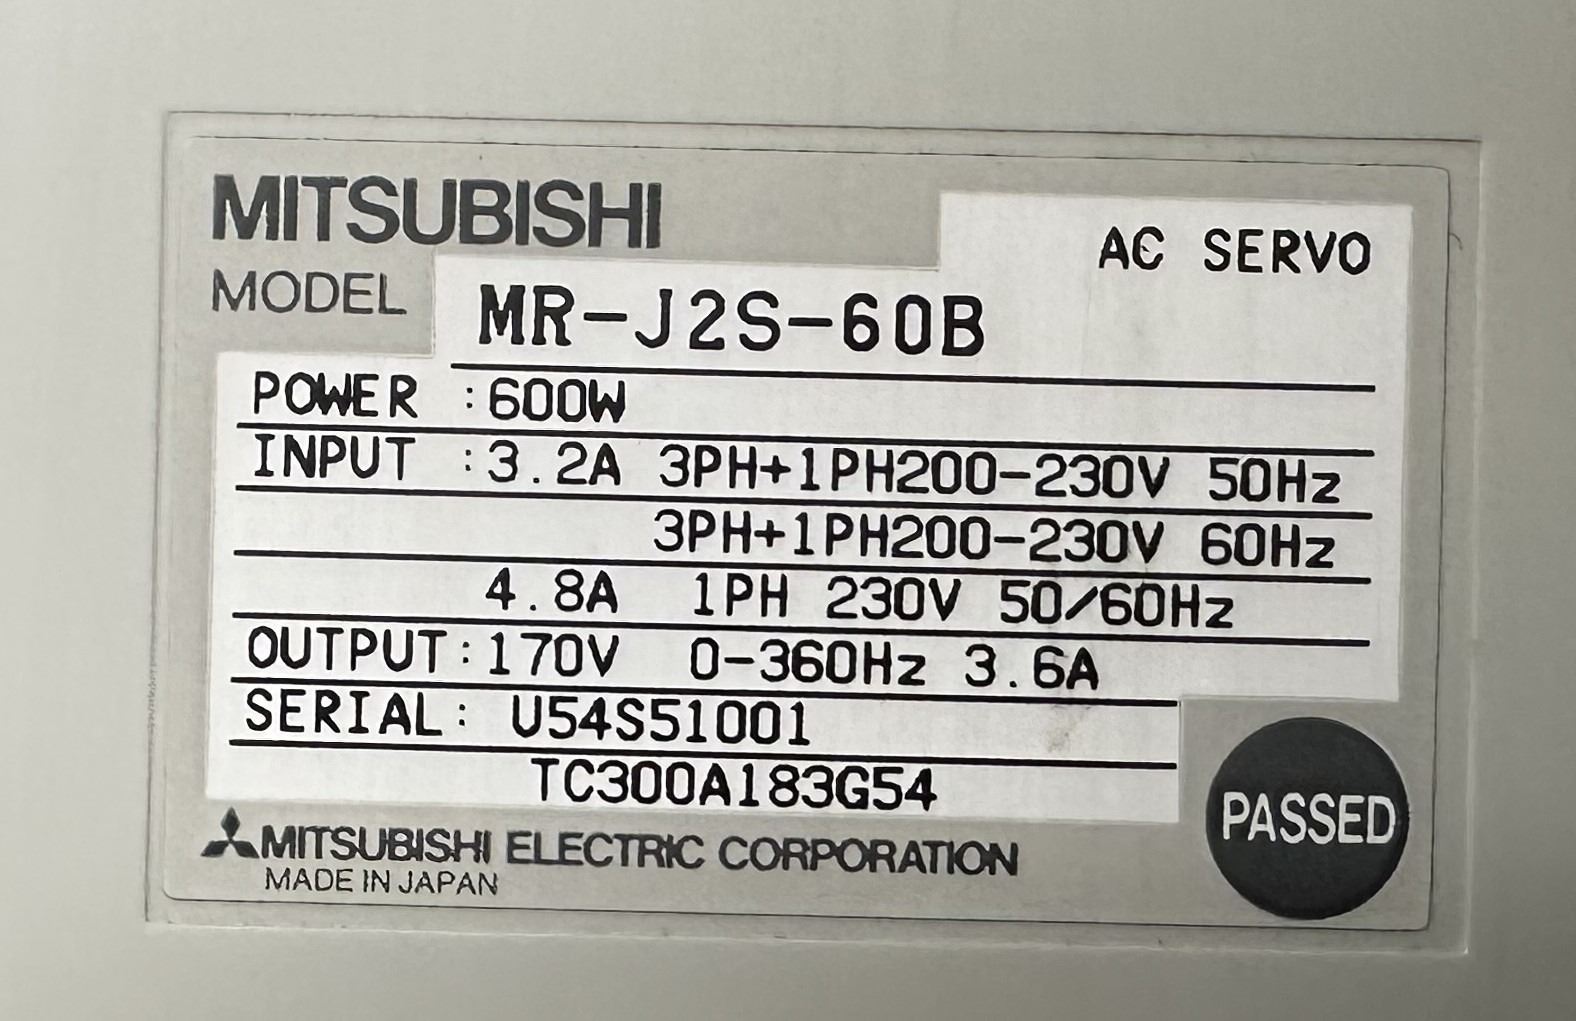 MITSUBISHI
AC SERVO
MODEL MR-J2S-60B
POWER :600W
INPUT :3.2A 3PH+1PH200-230V 50Hz
3PH+1PH200-230V 60Hz
4.8A 1PH 230V 50/60Hz
OUTPUT:170V 0-360Hz 3.6A
SERIAL: U54S51001
TC300A183G54
PASSED
MITSUBISHI ELECTRIC CORPORATION
MADE IN JAPAN